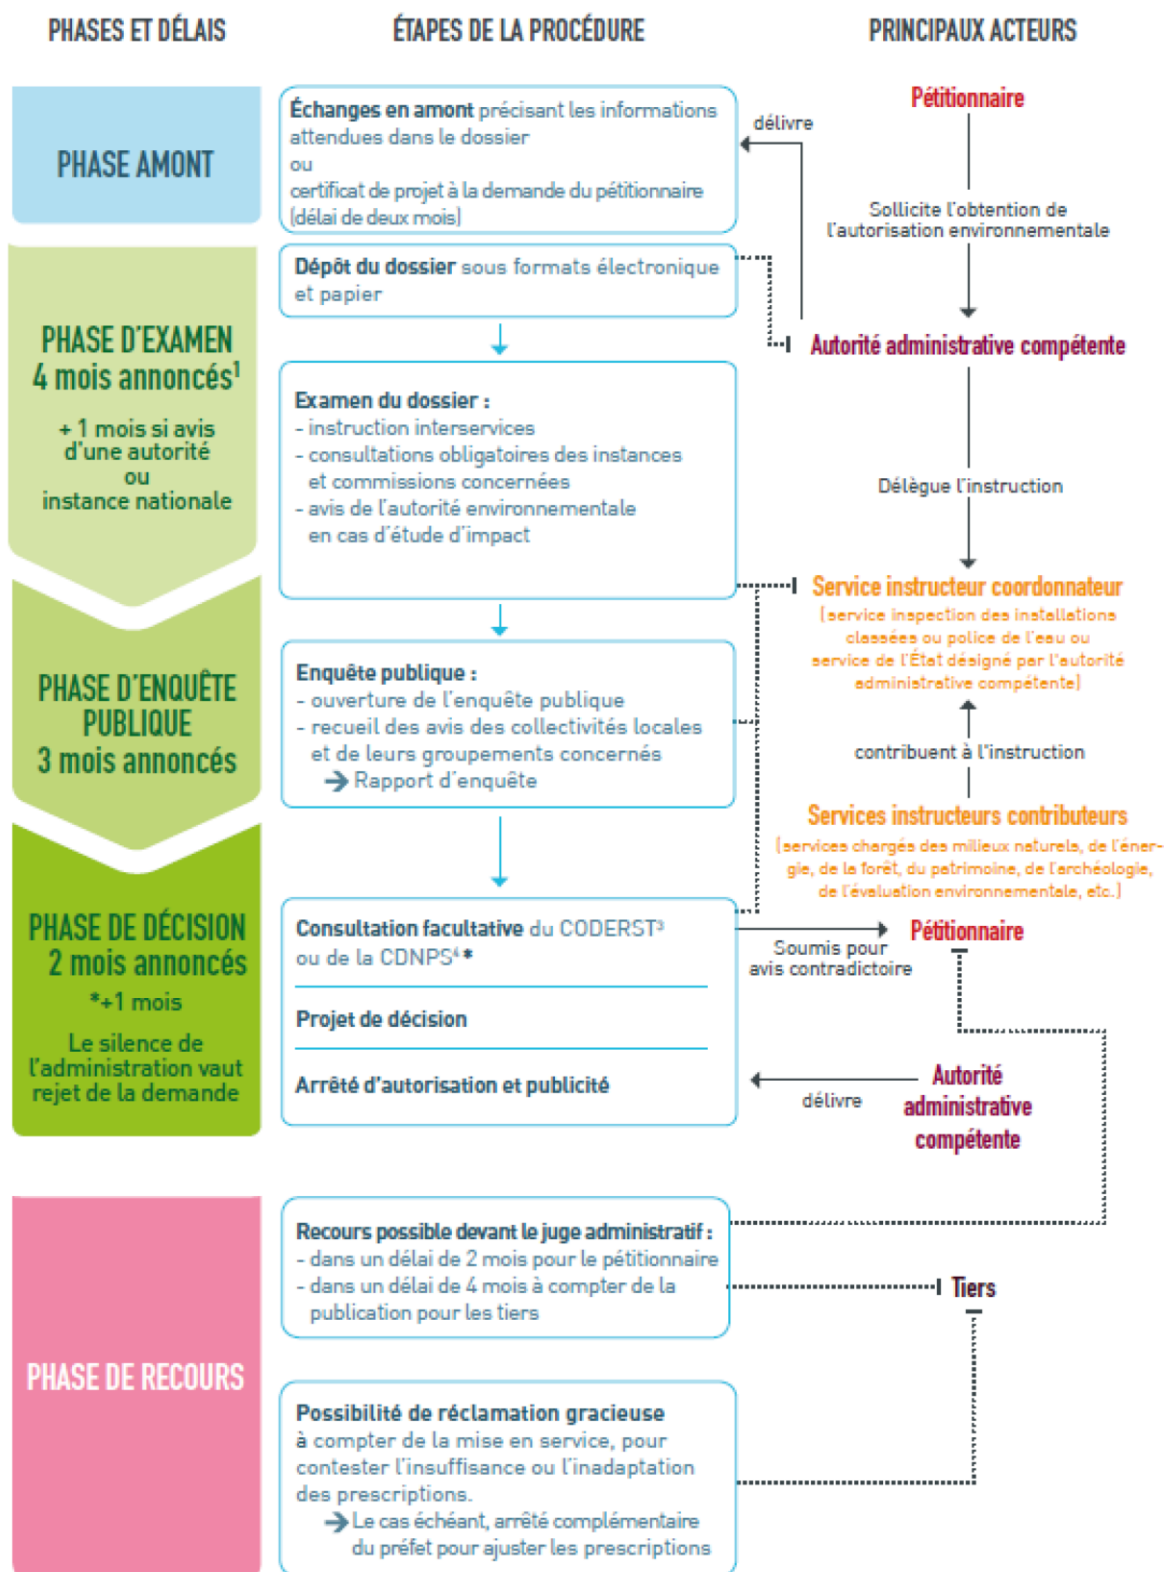 PHASES ET DÉLAIS
ÉTAPES DE LA PROCÉDURE
PRINCIPAUX ACTEURS
PHASE AMONT
Échanges en amont précisant les informations
attendues dans le dossier
ou
certificat de projet à la demande du pétitionnaire
(délai de deux mois)
délivre
Pétitionnaire
Sollicite l'obtention de
l'autorisation environnementale
PHASE D'EXAMEN
4 mois annoncés¹
+ 1 mois si avis
d'une autorité
ou
instance nationale
Dépôt du dossier sous formats électronique
et papier
Autorité administrative compétente
Examen du dossier :
- instruction interservices
- consultations obligatoires des instances
et commissions concernées
- avis de l'autorité environnementale
en cas d'étude d'impact
Délègue l'instruction
Service instructeur coordonnateur
(service inspection des installations
classées ou police de l'eau ou
service de l'État désigné par l'autorité
administrative compétente)
PHASE D'ENQUÊTE
PUBLIQUE
3 mois annoncés
Enquête publique :
- ouverture de l'enquête publique
- recueil des avis des collectivités locales
et de leurs groupements concernés
→ Rapport d'enquête
contribuent à l'instruction
Services instructeurs contributeurs
(services chargés des milieux naturels, de l'éner-
gie, de la forêt, du patrimoine, de l'archéologie,
de l'évaluation environnementale, etc.)
PHASE DE DÉCISION
2 mois annoncés
*+1 mois
Le silence de
l'administration vaut
rejet de la demande
Consultation facultative du CODERST³
ou de la CDNPS⁴ *
Projet de décision
Arrêté d'autorisation et publicité
Soumis pour
avis contradictoire
Pétitionnaire
délivre
Autorité
administrative
compétente
PHASE DE RECOURS
Recours possible devant le juge administratif :
- dans un délai de 2 mois pour le pétitionnaire
- dans un délai de 4 mois à compter de la
publication pour les tiers
Tiers
Possibilité de réclamation gracieuse
à compter de la mise en service, pour
contester l'insuffisance ou l'inadaptation
des prescriptions.
→ Le cas échéant, arrêté complémentaire
du préfet pour ajuster les prescriptions